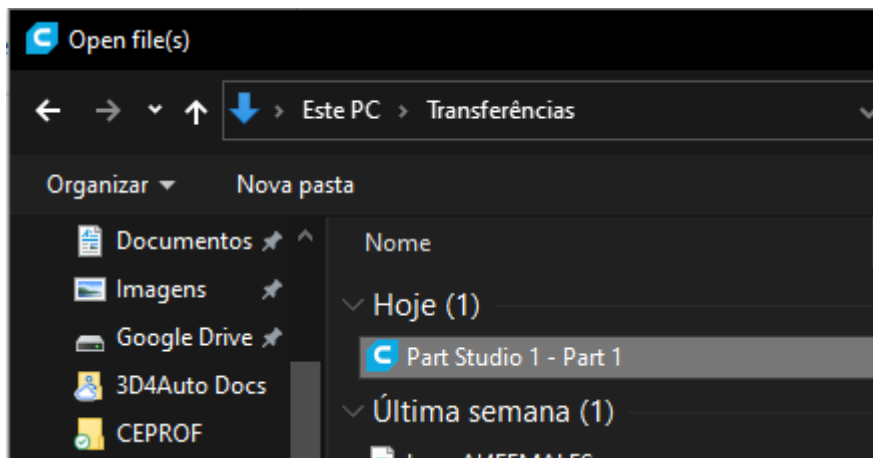 Open file(s)
Este PC > Transferências
Organizar Nova pasta
Documentos
Imagens
Google Drive
3D4Auto Docs
CEPROF
Nome
Hoje (1)
Part Studio 1 - Part 1
Última semana (1)